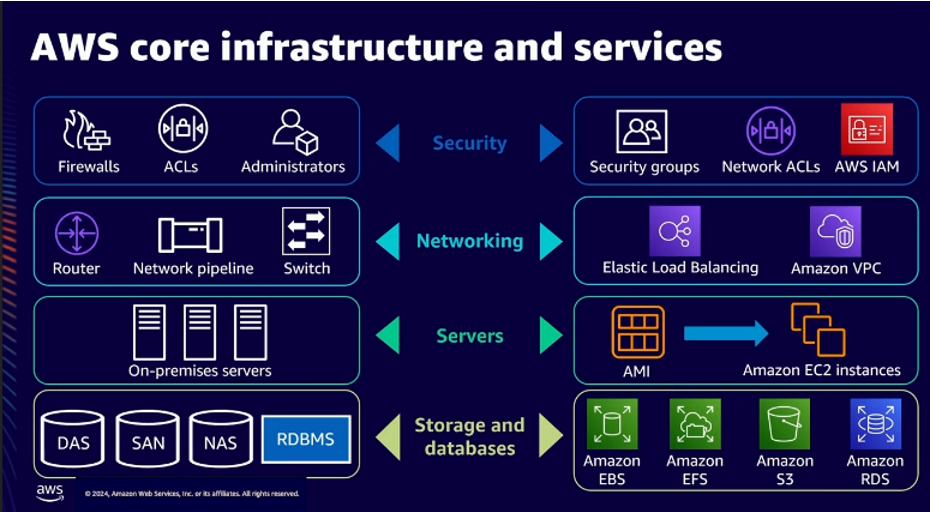 AWS core infrastructure and services
Firewalls
ACLs
Administrators
Security
Security groups
Network ACLs
AWS IAM
Router
Network pipeline
Switch
Networking
Elastic Load Balancing
Amazon VPC
On-premises servers
Servers
AMI
Amazon EC2 instances
DAS
SAN
NAS
RDBMS
Storage and
databases
Amazon
EBS
Amazon
EFS
Amazon
S3
Amazon
RDS
aws
© 2024, Amazon Web Services, Inc. or its affiliates. All rights reserved.